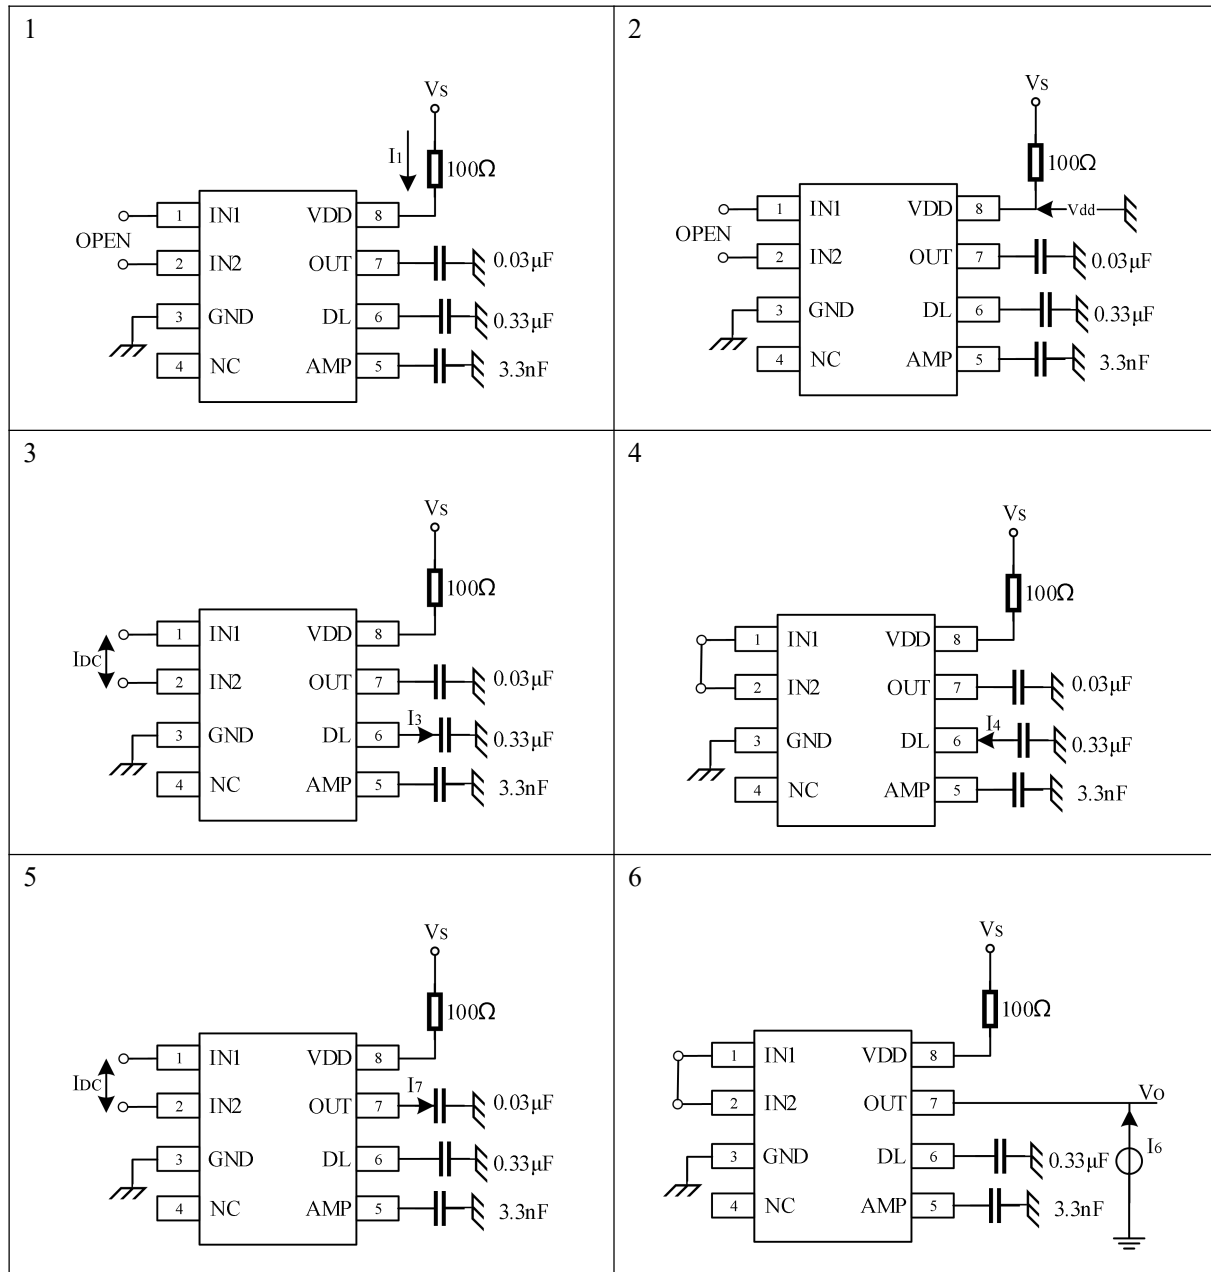 1
Vs
I1
100Ω
1 IN1 VDD 8
OPEN
2 IN2 OUT 7 0.03μF
3 GND DL 6 0.33μF
4 NC AMP 5 3.3nF
2
Vs
100Ω
1 IN1 VDD 8 Vdd
OPEN
2 IN2 OUT 7 0.03μF
3 GND DL 6 0.33μF
4 NC AMP 5 3.3nF
3
Vs
100Ω
1 IN1 VDD 8
IDC
2 IN2 OUT 7 0.03μF
I3
3 GND DL 6 0.33μF
4 NC AMP 5 3.3nF
4
Vs
100Ω
1 IN1 VDD 8
2 IN2 OUT 7 0.03μF
I4
3 GND DL 6 0.33μF
4 NC AMP 5 3.3nF
5
Vs
100Ω
1 IN1 VDD 8
IDC
I7
2 IN2 OUT 7 0.03μF
3 GND DL 6 0.33μF
4 NC AMP 5 3.3nF
6
Vs
100Ω
1 IN1 VDD 8
2 IN2 OUT 7 VO
3 GND DL 6 0.33μF I6
4 NC AMP 5 3.3nF